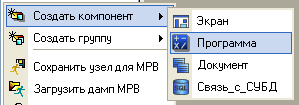 Создать компонент
Создать группу
Сохранить узел для МРВ
Загрузить дамп МРВ
Экран
Программа
Документ
Связь_с_СУБД